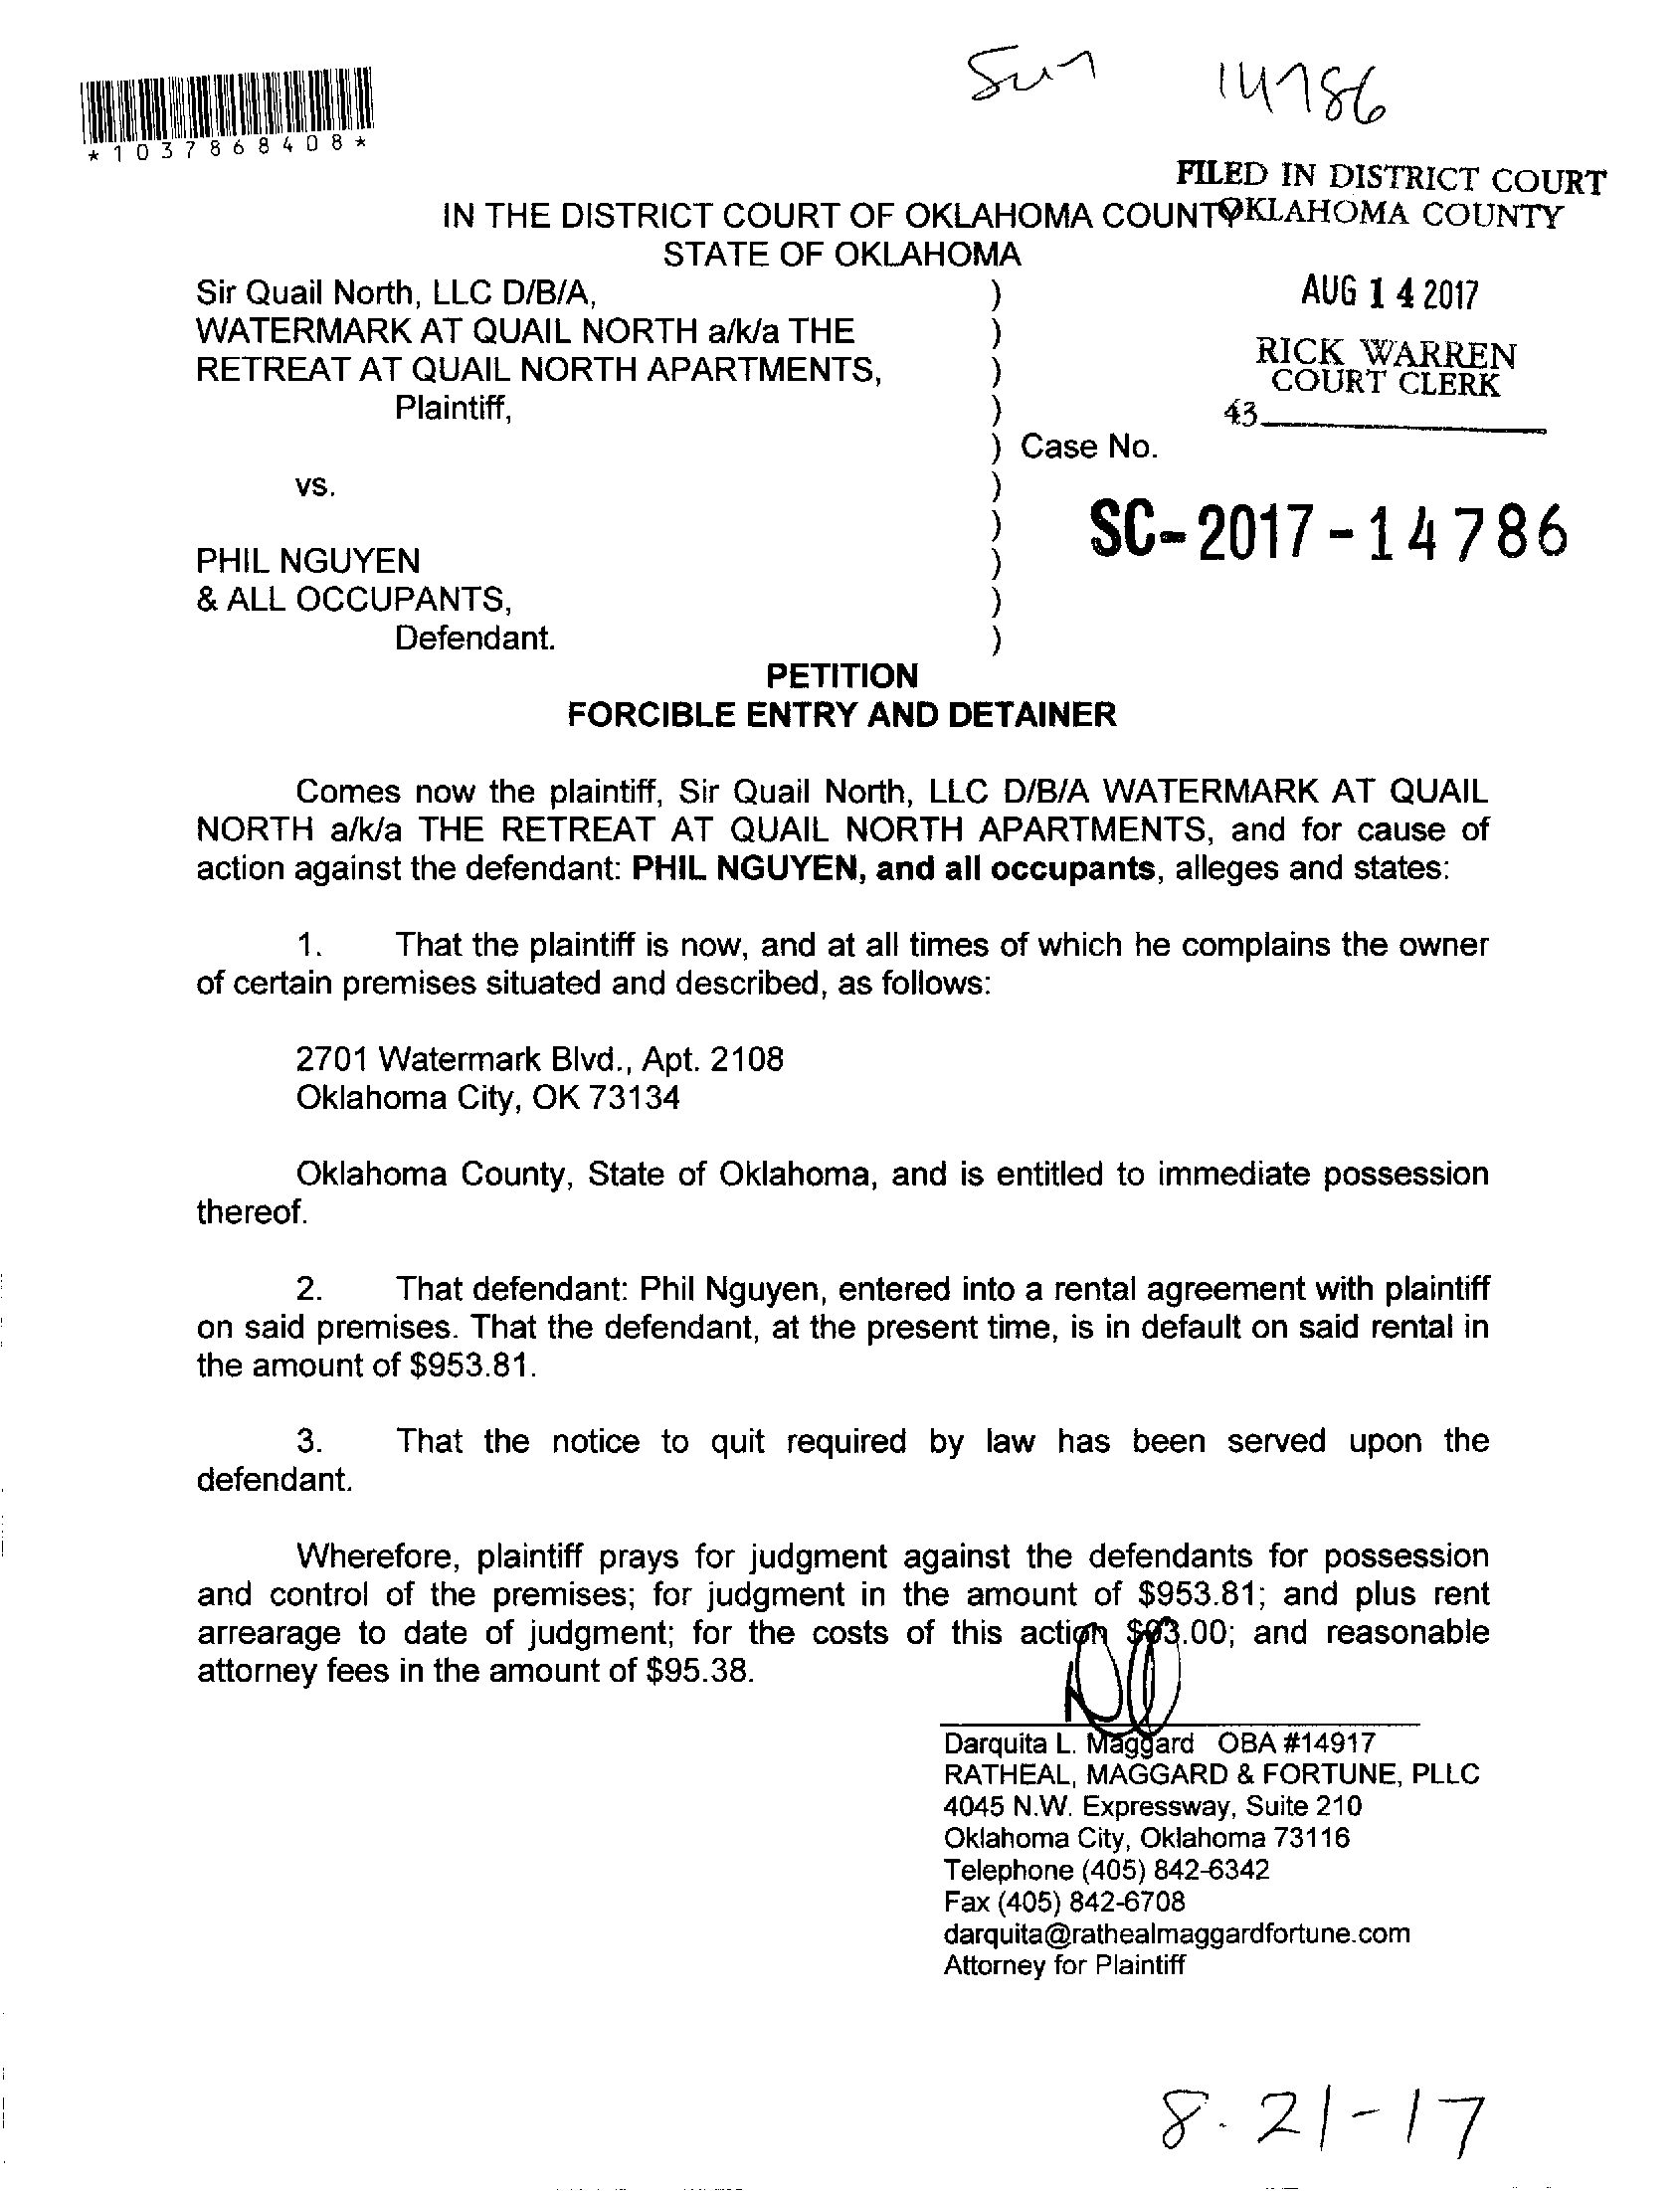 14786
*1037868408*
FILED IN DISTRICT COURT
OKLAHOMA COUNTY
IN THE DISTRICT COURT OF OKLAHOMA COUNTY
STATE OF OKLAHOMA
Sir Quail North, LLC D/B/A, )
WATERMARK AT QUAIL NORTH a/k/a THE )
RETREAT AT QUAIL NORTH APARTMENTS, )
Plaintiff, )
) Case No.
vs. )
)
PHIL NGUYEN )
& ALL OCCUPANTS, )
Defendant. )
AUG 14 2017
RICK WARREN
COURT CLERK
43
SC-2017-14786
PETITION
FORCIBLE ENTRY AND DETAINER
Comes now the plaintiff, Sir Quail North, LLC D/B/A WATERMARK AT QUAIL
NORTH a/k/a THE RETREAT AT QUAIL NORTH APARTMENTS, and for cause of
action against the defendant: PHIL NGUYEN, and all occupants, alleges and states:
1. That the plaintiff is now, and at all times of which he complains the owner
of certain premises situated and described, as follows:
2701 Watermark Blvd., Apt. 2108
Oklahoma City, OK 73134
Oklahoma County, State of Oklahoma, and is entitled to immediate possession
thereof.
2. That defendant: Phil Nguyen, entered into a rental agreement with plaintiff
on said premises. That the defendant, at the present time, is in default on said rental in
the amount of $953.81.
3. That the notice to quit required by law has been served upon the
defendant.
Wherefore, plaintiff prays for judgment against the defendants for possession
and control of the premises; for judgment in the amount of $953.81; and plus rent
arrearage to date of judgment; for the costs of this action and reasonable
attorney fees in the amount of $95.38.
Darquita L. Maggard OBA #14917
RATHEAL, MAGGARD & FORTUNE, PLLC
4045 N.W. Expressway, Suite 210
Oklahoma City, Oklahoma 73116
Telephone (405) 842-6342
Fax (405) 842-6708
darquita@rathealmaggardfortune.com
Attorney for Plaintiff
8-21-17